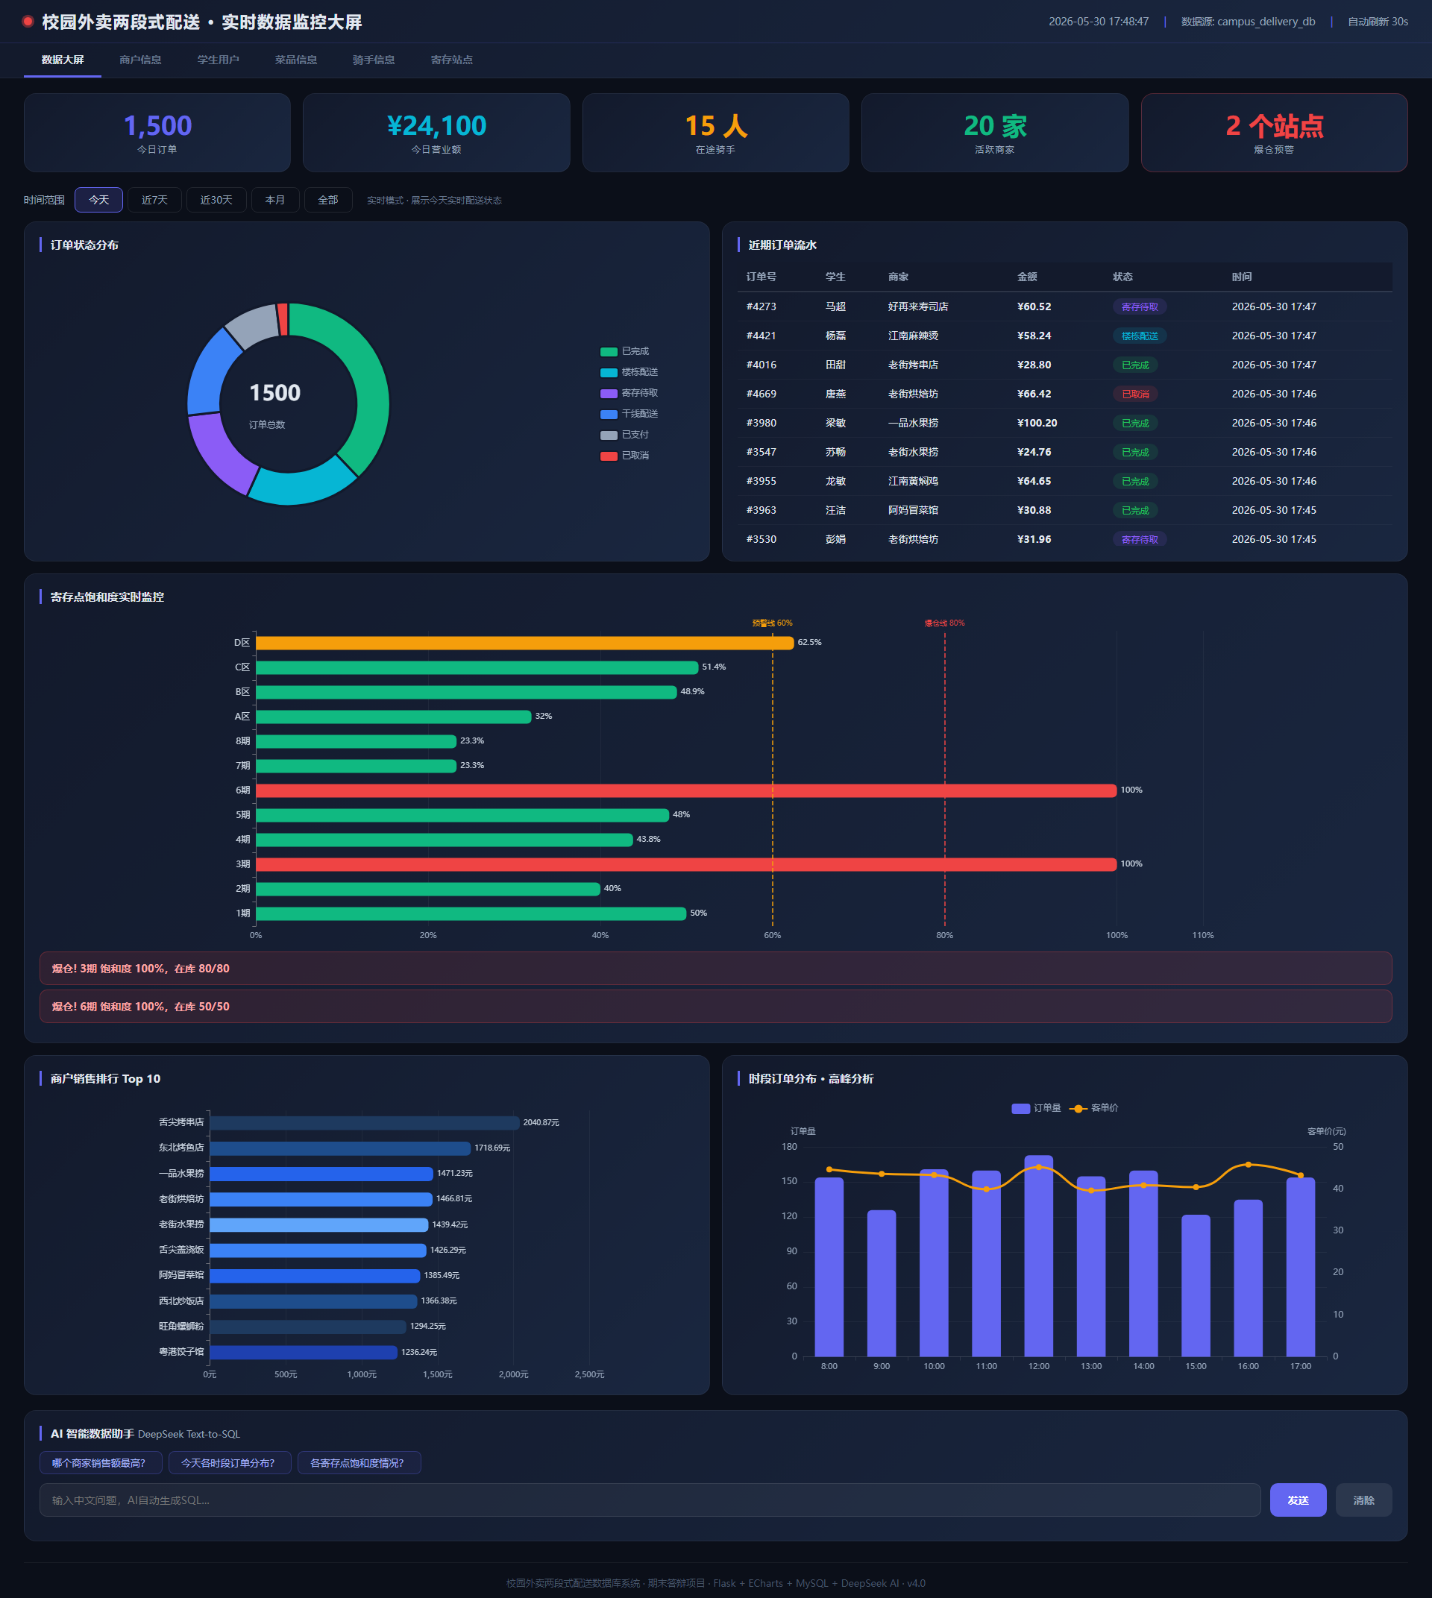 校园外卖两段式配送 • 实时数据监控大屏
2026-05-30 17:48:47 | 数据源: campus_delivery_db | 自动刷新 30s
数据大屏 商户信息 学生用户 菜品信息 骑手信息 寄存站点
1,500
今日订单
¥24,100
今日营业额
15 人
在途骑手
20 家
活跃商家
2 个站点
爆仓预警
时间范围 今天 近7天 近30天 本月 全部 实时模式 · 展示今天实时配送状态
订单状态分布
1500
订单总数
已完成
楼栋配送
寄存待取
干线配送
已支付
已取消
近期订单流水
订单号 学生 商家 金额 状态 时间
#4273 马超 好再来寿司店 ¥60.52 寄存待取 2026-05-30 17:47
#4421 杨磊 江南麻辣烫 ¥58.24 楼栋配送 2026-05-30 17:47
#4016 田甜 老街烤串店 ¥28.80 已完成 2026-05-30 17:47
#4669 唐燕 老街烘焙坊 ¥66.42 已取消 2026-05-30 17:46
#3980 梁敏 一品水果捞 ¥100.20 已完成 2026-05-30 17:46
#3547 苏畅 老街水果捞 ¥24.76 已完成 2026-05-30 17:46
#3955 龙敏 江南黄焖鸡 ¥64.65 已完成 2026-05-30 17:46
#3963 汪洁 阿妈冒菜馆 ¥30.88 已完成 2026-05-30 17:45
#3530 彭娟 老街烘焙坊 ¥31.96 寄存待取 2026-05-30 17:45
寄存点饱和度实时监控
预警线 60% 爆仓线 80%
D区 62.5%
C区 51.4%
B区 48.9%
A区 32%
8期 23.3%
7期 23.3%
6期 100%
5期 48%
4期 43.8%
3期 100%
2期 40%
1期 50%
0% 20% 40% 60% 80% 100% 110%
爆仓! 3期 饱和度 100%，在库 80/80
爆仓! 6期 饱和度 100%，在库 50/50
商户销售排行 Top 10
舌尖烤串店 2040.87元
东北烤鱼店 1718.69元
一品水果捞 1471.23元
老街烘焙坊 1466.81元
老街水果捞 1439.42元
舌尖盖浇饭 1426.29元
阿妈冒菜馆 1385.49元
西北炒饭店 1366.38元
旺角螺蛳粉 1294.25元
粤港饺子馆 1236.24元
0元 500元 1,000元 1,500元 2,000元 2,500元
时段订单分布 • 高峰分析
订单量 客单价
订单量 客单价(元)
180 50
150 40
120 30
90
60 20
30 10
0 0
8:00 9:00 10:00 11:00 12:00 13:00 14:00 15:00 16:00 17:00
AI 智能数据助手 DeepSeek Text-to-SQL
哪个商家销售额最高? 今天各时段订单分布? 各寄存点饱和度情况?
输入中文问题，AI自动生成SQL... 发送 清除
校园外卖两段式配送数据库系统 · 期末答辩项目 · Flask + ECharts + MySQL + DeepSeek AI · v4.0